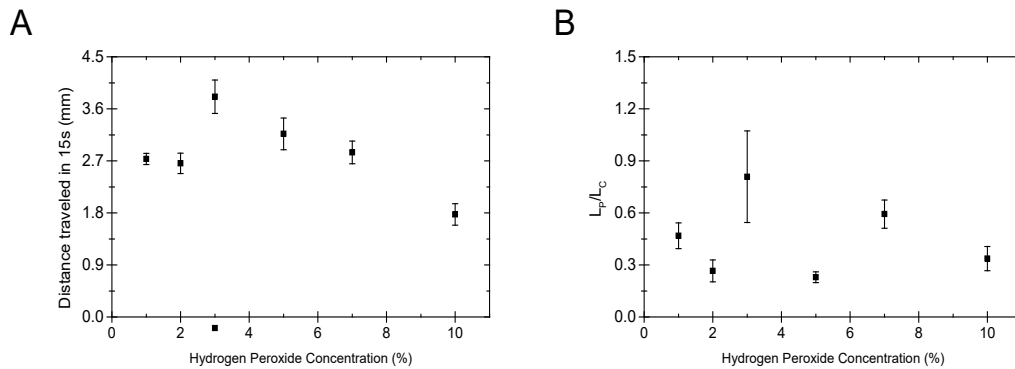 A
B
4.5
3.6
2.7
1.8
0.9
0.0
Distance traveled in 15s (mm)
0 2 4 6 8 10
Hydrogen Peroxide Concentration (%)
1.5
1.2
0.9
0.6
0.3
0.0
Lₚ/L_C
0 2 4 6 8 10
Hydrogen Peroxide Concentration (%)